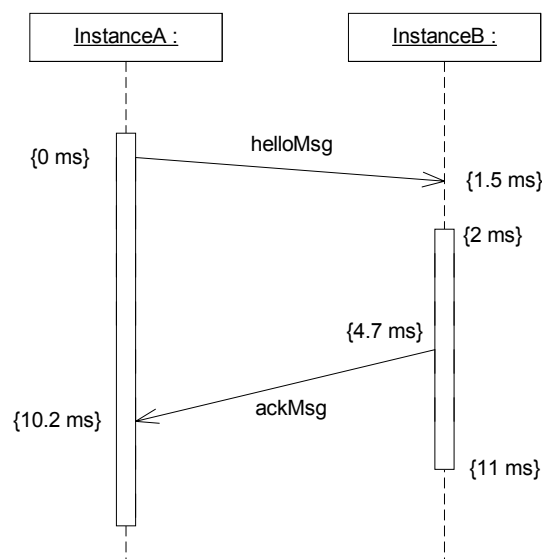 InstanceA :
InstanceB :
helloMsg
{0 ms}
{1.5 ms}
{2 ms}
{4.7 ms}
ackMsg
{10.2 ms}
{11 ms}